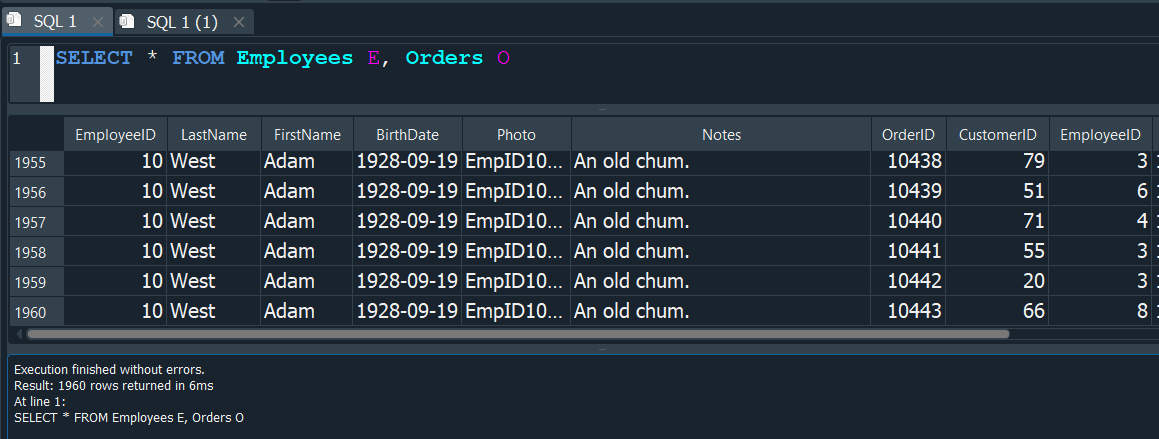 SQL 1 SQL 1 (1)
1 SELECT * FROM Employees E, Orders O
EmployeeID LastName FirstName BirthDate Photo Notes OrderID CustomerID EmployeeID
1955 10 West Adam 1928-09-19 EmpID10... An old chum. 10438 79 3
1956 10 West Adam 1928-09-19 EmpID10... An old chum. 10439 51 6
1957 10 West Adam 1928-09-19 EmpID10... An old chum. 10440 71 4
1958 10 West Adam 1928-09-19 EmpID10... An old chum. 10441 55 3
1959 10 West Adam 1928-09-19 EmpID10... An old chum. 10442 20 3
1960 10 West Adam 1928-09-19 EmpID10... An old chum. 10443 66 8
Execution finished without errors.
Result: 1960 rows returned in 6ms
At line 1:
SELECT * FROM Employees E, Orders O